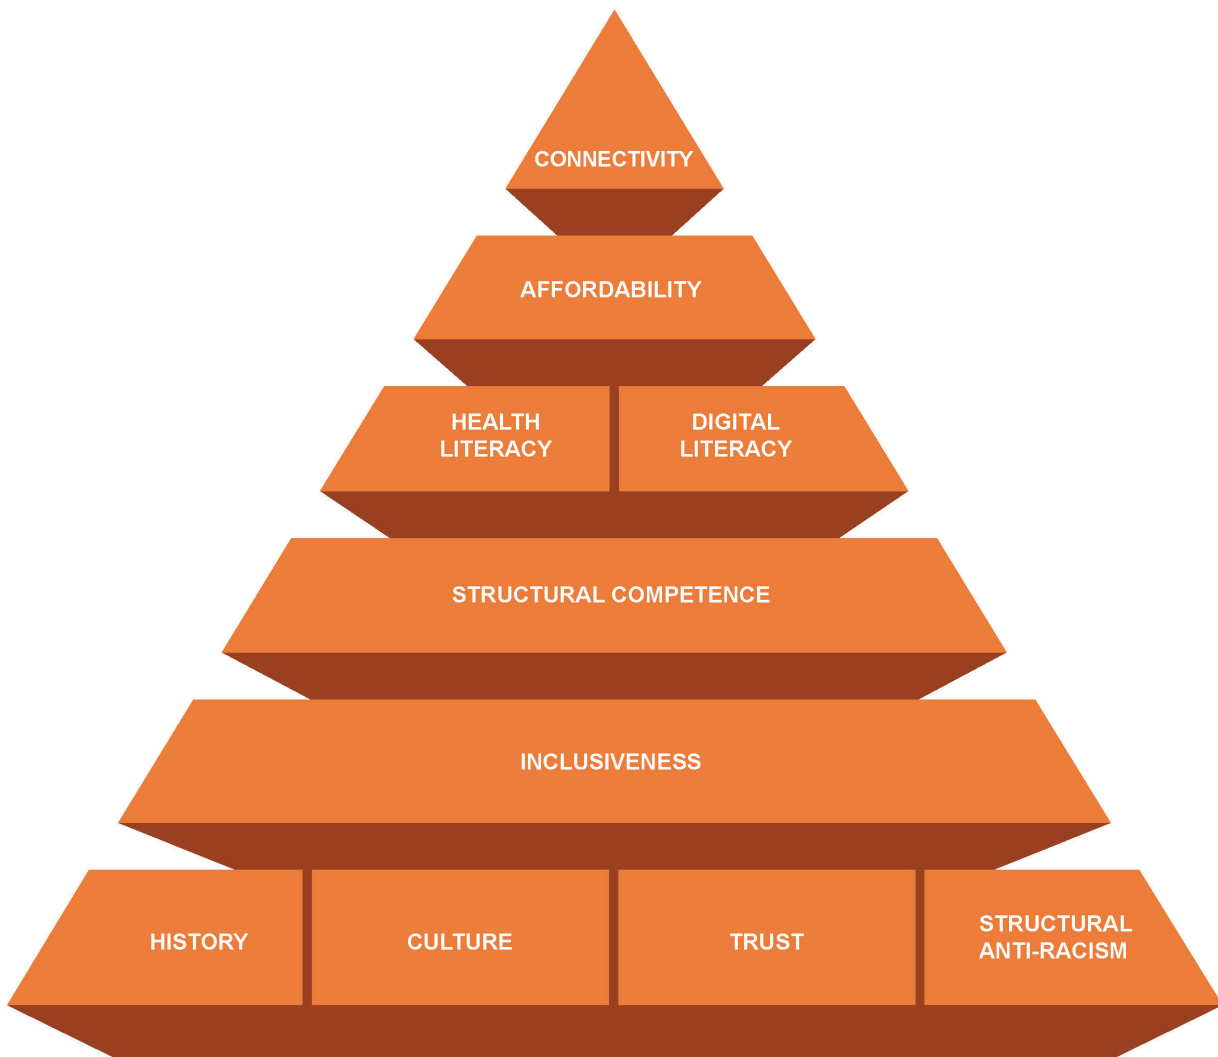 CONNECTIVITY
AFFORDABILITY
HEALTH
LITERACY
DIGITAL
LITERACY
STRUCTURAL COMPETENCE
INCLUSIVENESS
HISTORY
CULTURE
TRUST
STRUCTURAL
ANTI-RACISM